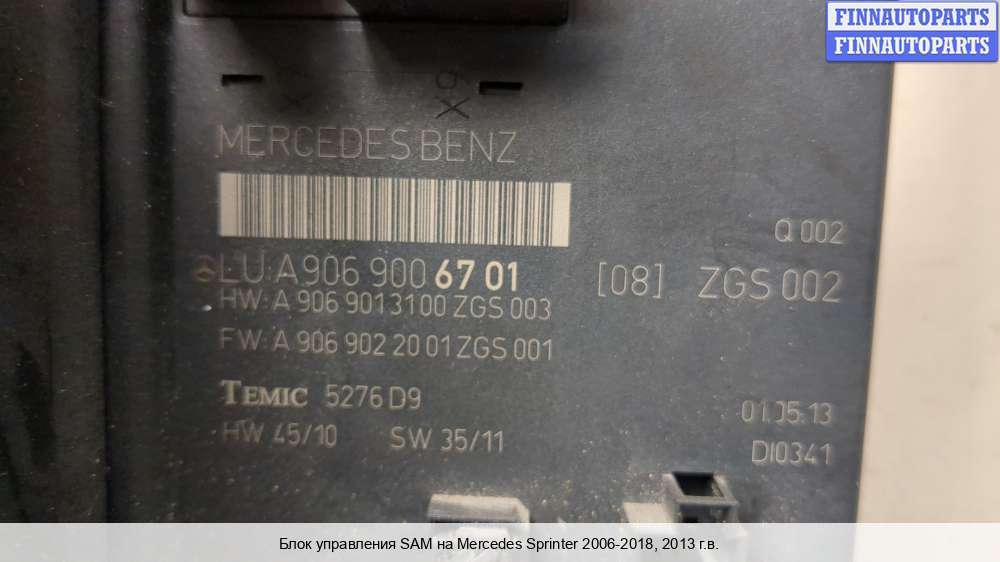 FINNAUTOPARTS
FINNAUTOPARTS
MERCEDES BENZ
Q 002
LU: A 906 900 67 01 [08] ZGS 002
HW: A 906 901 31 00 ZGS 003
FW: A 906 902 20 01 ZGS 001
TEMIC 5276 D9 01.05.13
HW 45/10 SW 35/11 DI0341
Блок управления SAM на Mercedes Sprinter 2006-2018, 2013 г.в.